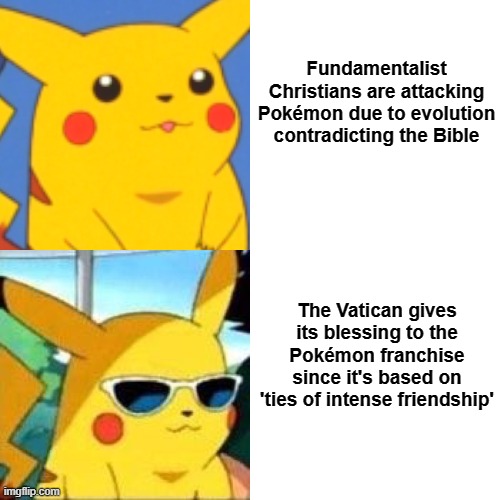 Fundamentalist
Christians are attacking
Pokémon due to evolution
contradicting the Bible
The Vatican gives
its blessing to the
Pokémon franchise
since it's based on
'ties of intense friendship'
imgflip.com